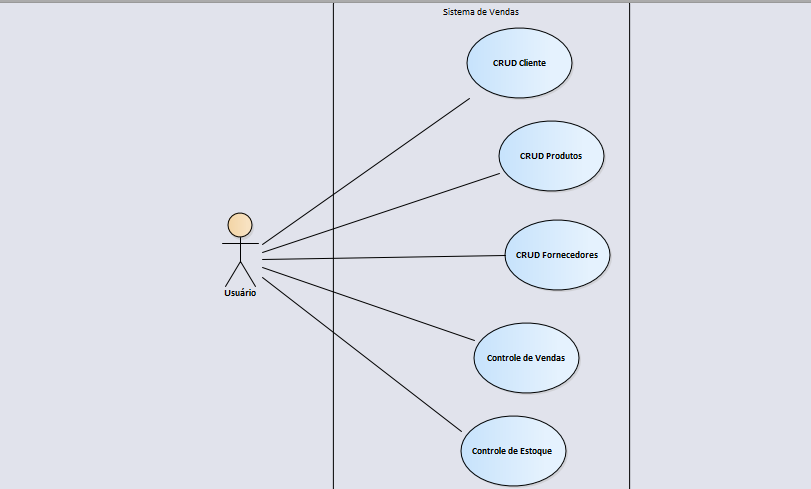 Sistema de Vendas
CRUD Cliente
CRUD Produtos
CRUD Fornecedores
Usuário
Controle de Vendas
Controle de Estoque